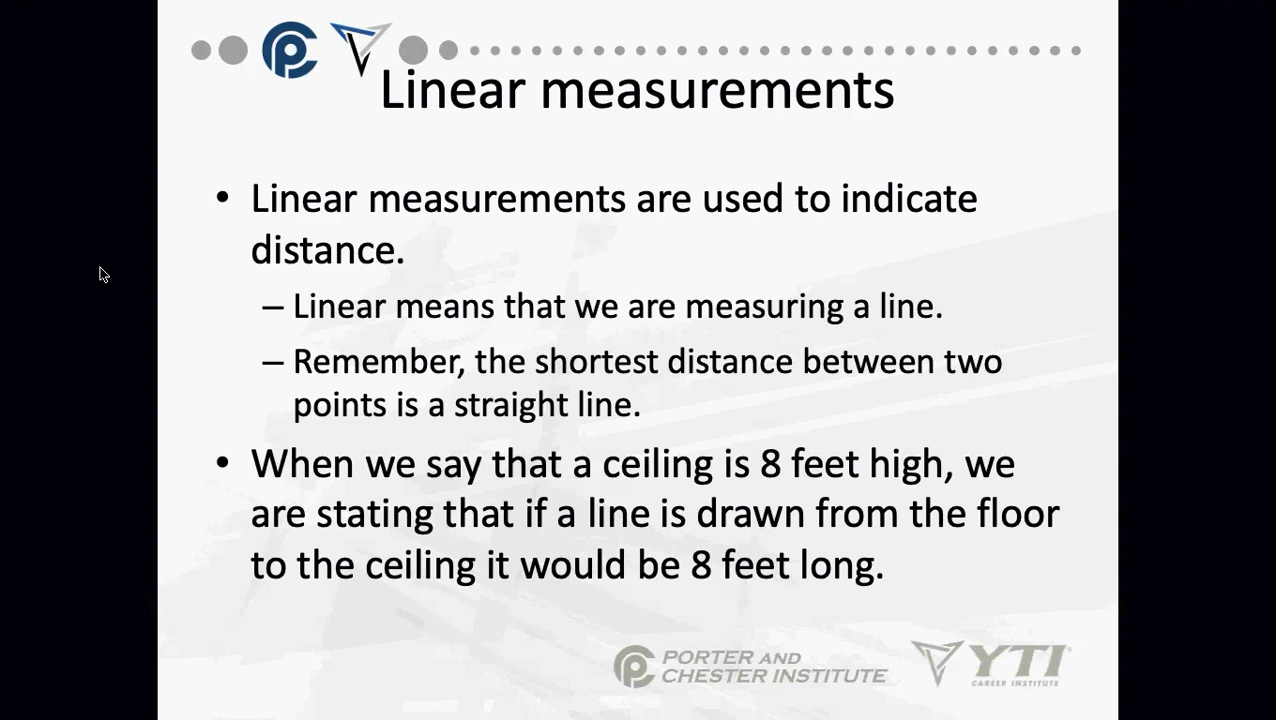 Linear measurements
• Linear measurements are used to indicate
distance.
– Linear means that we are measuring a line.
– Remember, the shortest distance between two
points is a straight line.
• When we say that a ceiling is 8 feet high, we
are stating that if a line is drawn from the floor
to the ceiling it would be 8 feet long.
PORTER AND
CHESTER INSTITUTE
YTI
CAREER INSTITUTE